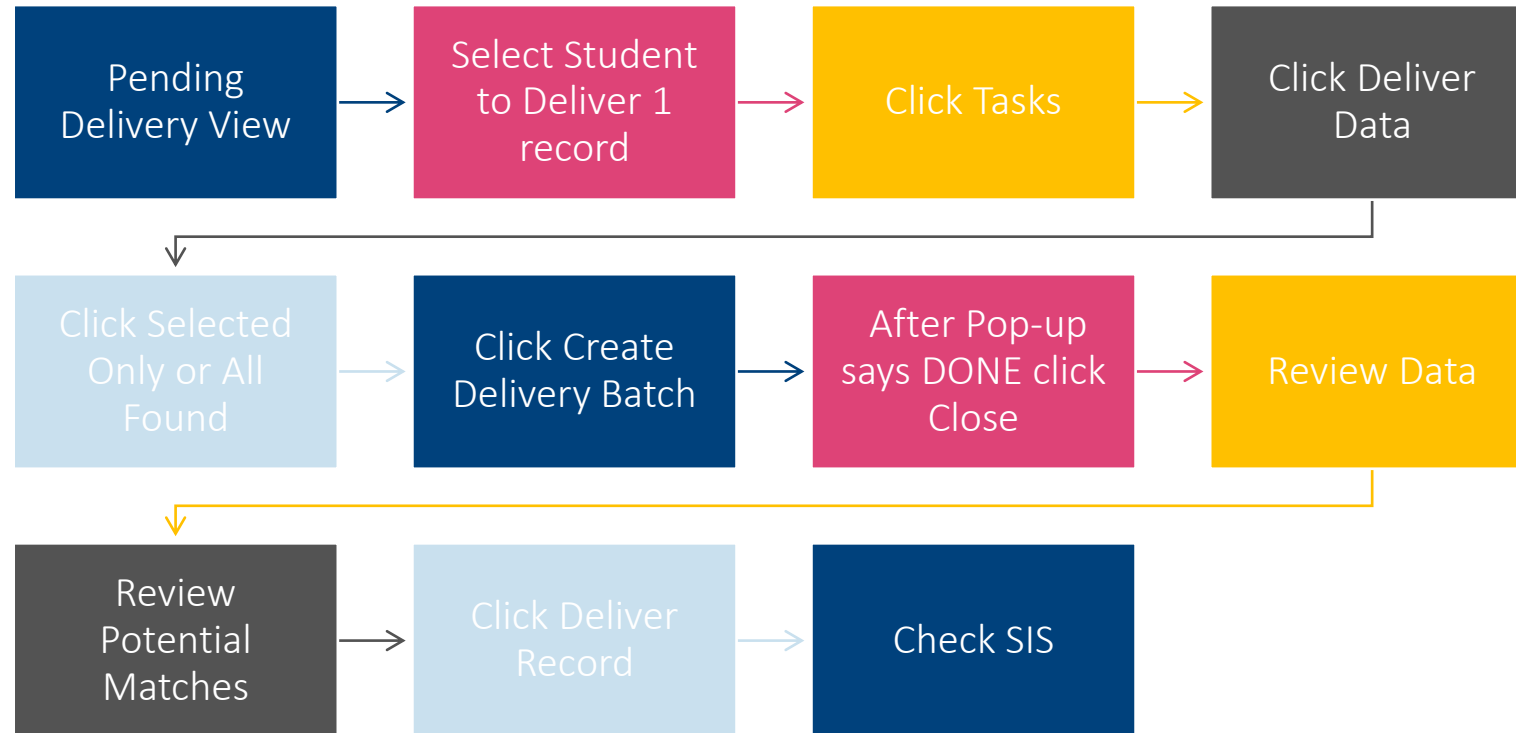 Pending
Delivery View
Select Student
to Deliver 1
record
Click Tasks
Click Deliver
Data
Click Selected
Only or All
Found
Click Create
Delivery Batch
After Pop-up
says DONE click
Close
Review Data
Review
Potential
Matches
Click Deliver
Record
Check SIS